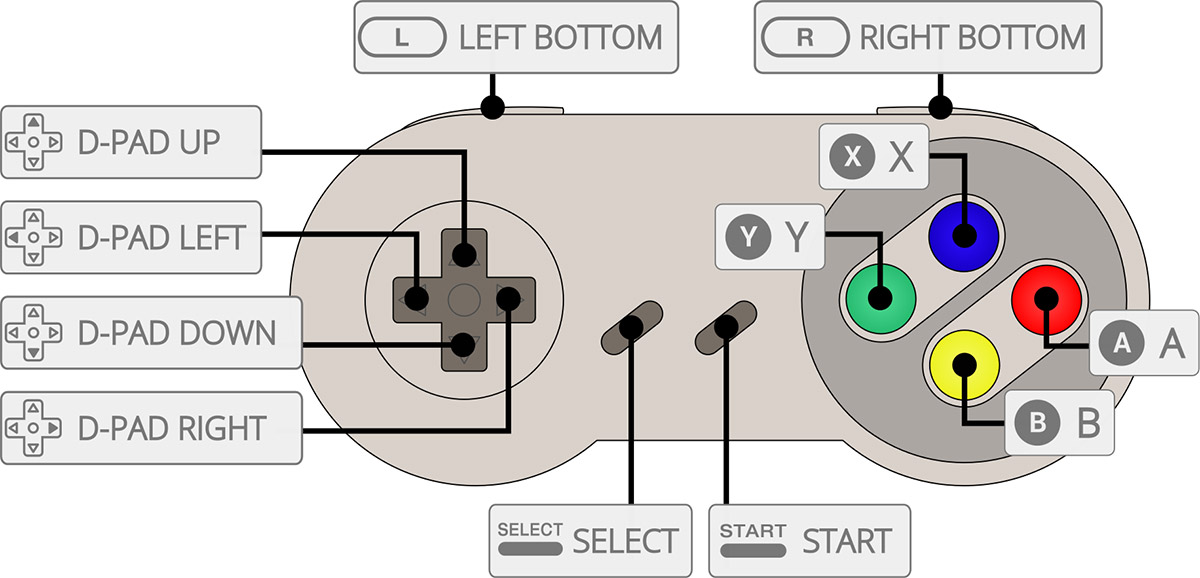 L LEFT BOTTOM
R RIGHT BOTTOM
D-PAD UP
X X
D-PAD LEFT
Y Y
D-PAD DOWN
A A
D-PAD RIGHT
B B
SELECT SELECT
START START